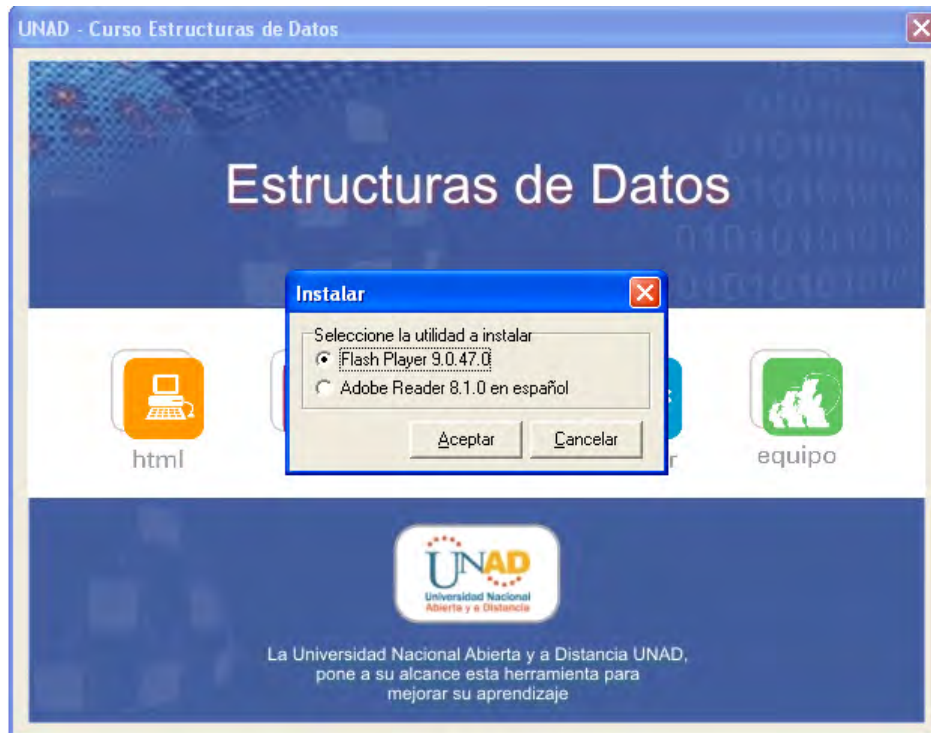 UNAD - Curso Estructuras de Datos
Estructuras de Datos
Instalar
Seleccione la utilidad a instalar
Flash Player 9.0.47.0
Adobe Reader 8.1.0 en español
Aceptar Cancelar
html
equipo
UNAD
Universidad Nacional
Abierta y a Distancia
La Universidad Nacional Abierta y a Distancia UNAD,
pone a su alcance esta herramienta para
mejorar su aprendizaje